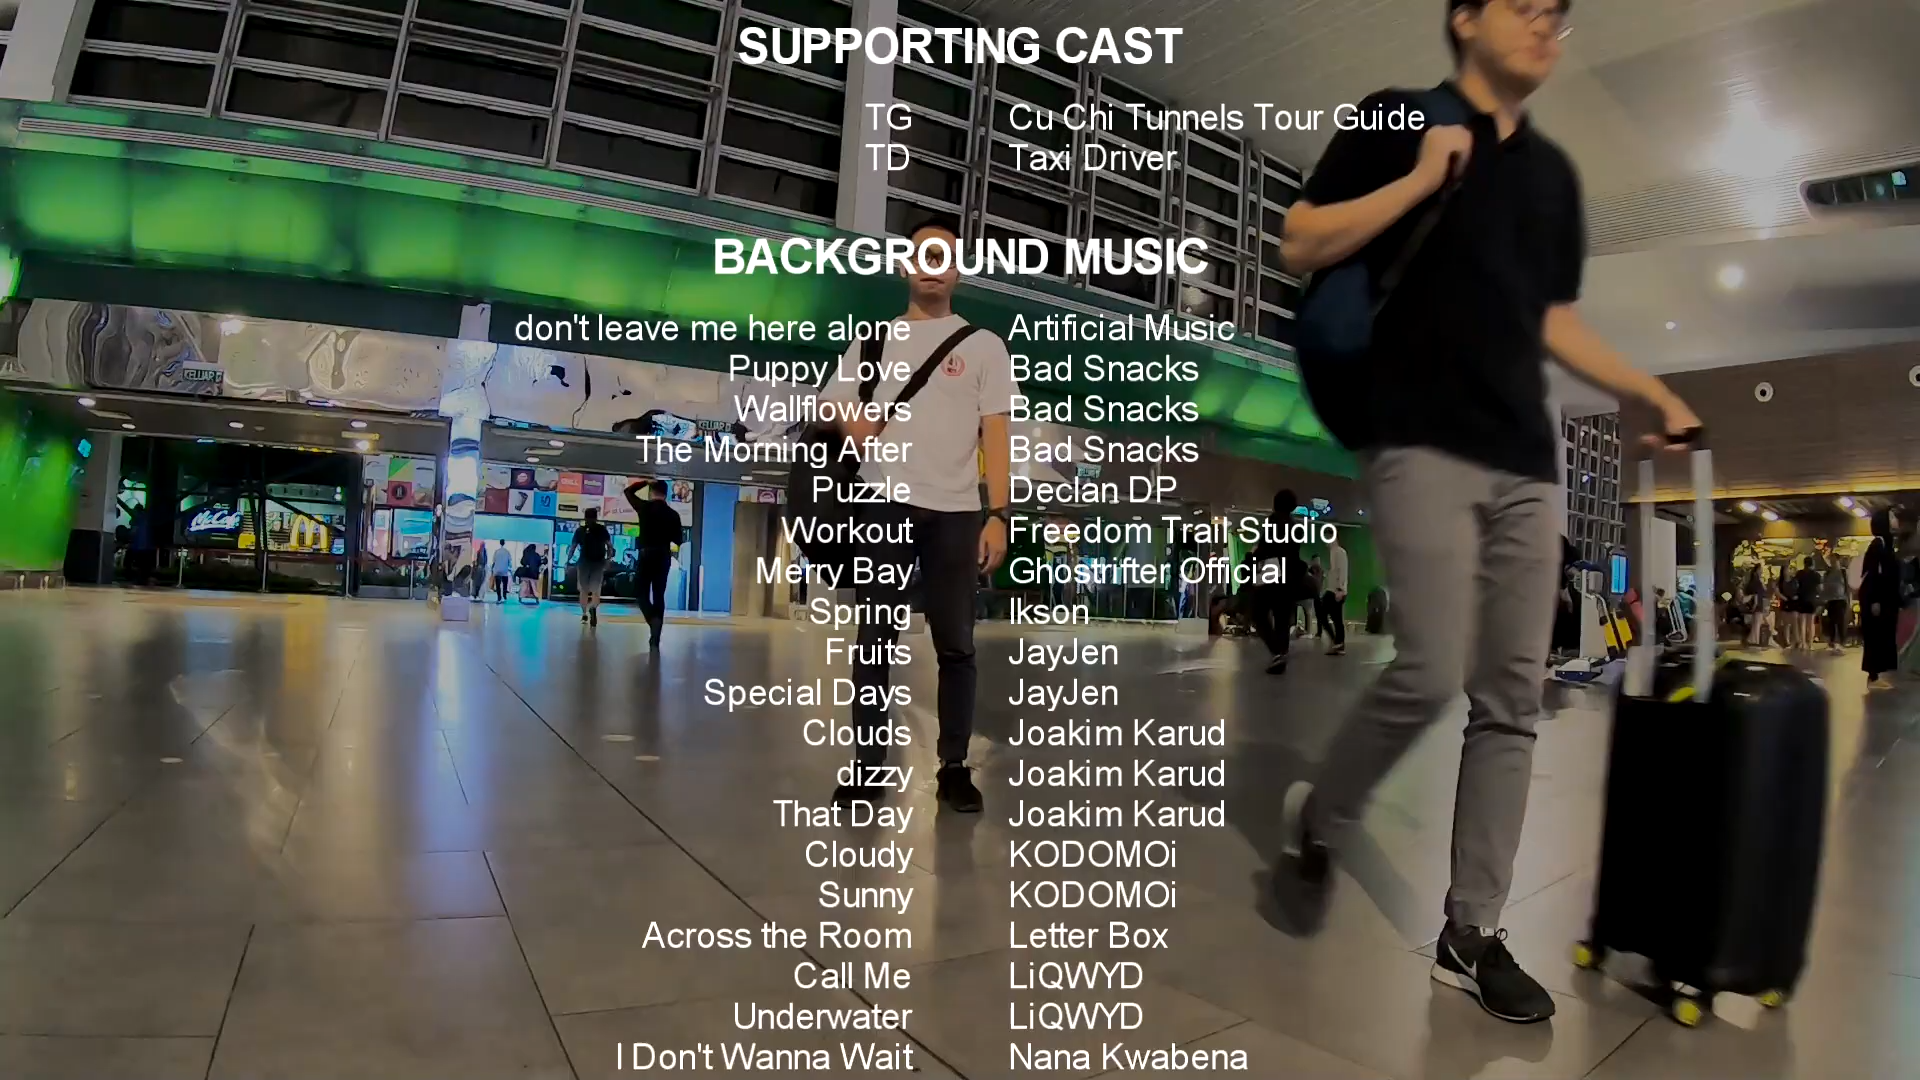 SUPPORTING CAST
TG Cu Chi Tunnels Tour Guide
TD Taxi Driver
BACKGROUND MUSIC
don't leave me here alone Artificial Music
Puppy Love Bad Snacks
Wallflowers Bad Snacks
The Morning After Bad Snacks
Puzzle Declan DP
Workout Freedom Trail Studio
Merry Bay Ghostrifter Official
Spring Ikson
Fruits JayJen
Special Days JayJen
Clouds Joakim Karud
dizzy Joakim Karud
That Day Joakim Karud
Cloudy KODOMOi
Sunny KODOMOi
Across the Room Letter Box
Call Me LiQWYD
Underwater LiQWYD
I Don't Wanna Wait Nana Kwabena
KELUAR
KELUAR
McCafé